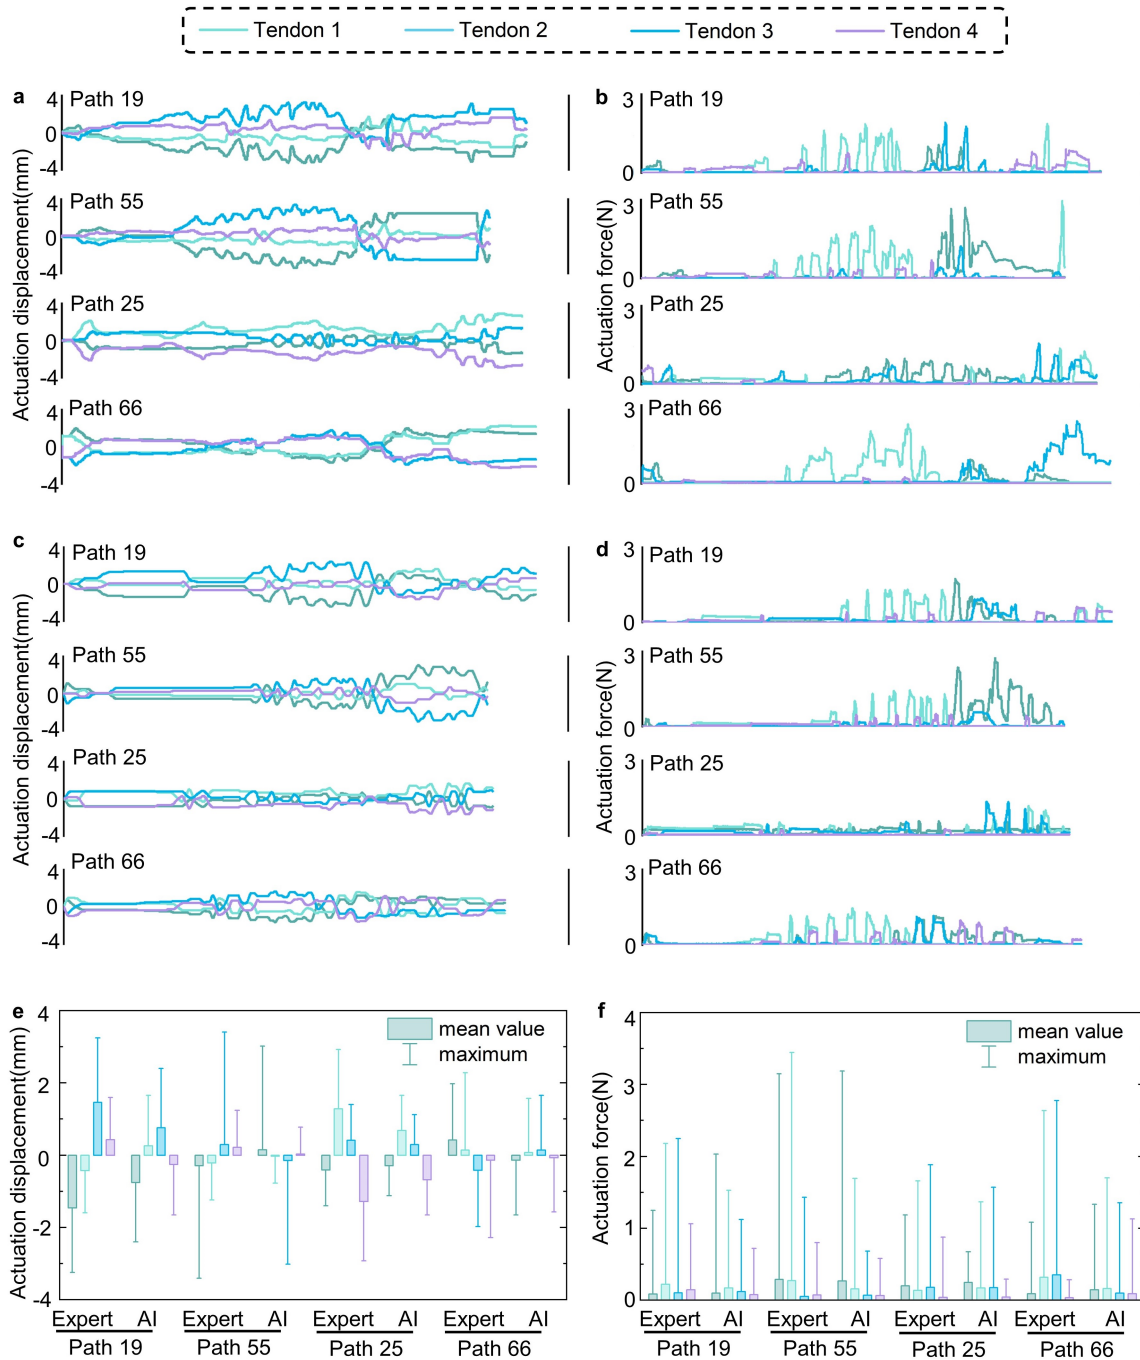 Tendon 1 Tendon 2 Tendon 3 Tendon 4
a
Actuation displacement(mm)
4
0
-4
Path 19
4
0
-4
Path 55
4
0
-4
Path 25
4
0
-4
Path 66
b
Actuation force(N)
3
0
Path 19
3
0
Path 55
3
0
Path 25
3
0
Path 66
c
Actuation displacement(mm)
4
0
-4
Path 19
4
0
-4
Path 55
4
0
-4
Path 25
4
0
-4
Path 66
d
Actuation force(N)
3
0
Path 19
3
0
Path 55
3
0
Path 25
3
0
Path 66
e
Actuation displacement(mm)
4
2
0
-2
-4
mean value
maximum
Expert AI Expert AI Expert AI Expert AI
Path 19 Path 55 Path 25 Path 66
f
Actuation force(N)
4
3
2
1
0
mean value
maximum
Expert AI Expert AI Expert AI Expert AI
Path 19 Path 55 Path 25 Path 66